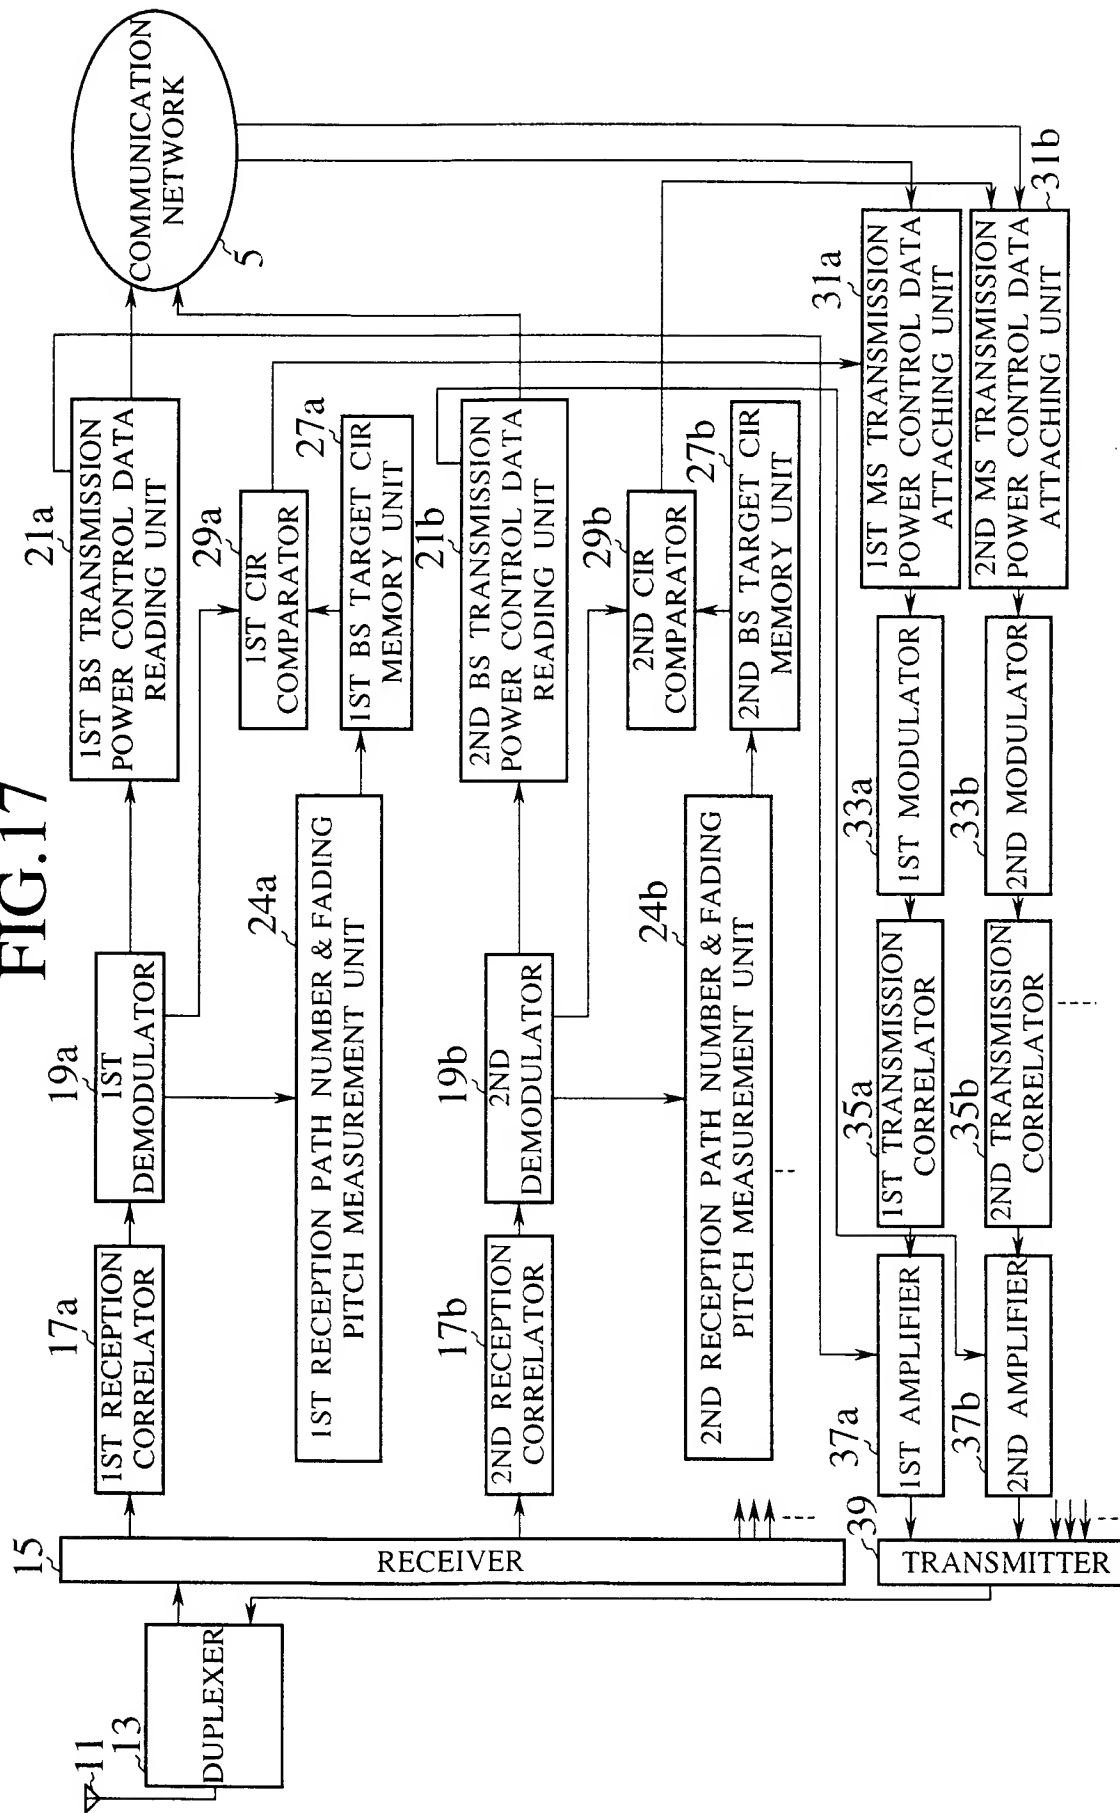 FIG.17
11
13
DUPLEXER
15
RECEIVER
17a
1ST RECEPTION
CORRELATOR
19a
1ST
DEMODULATOR
21a
1ST BS TRANSMISSION
POWER CONTROL DATA
READING UNIT
COMMUNICATION
NETWORK
5
29a
1ST CIR
COMPARATOR
24a
1ST RECEPTION PATH NUMBER & FADING
PITCH MEASUREMENT UNIT
27a
1ST BS TARGET CIR
MEMORY UNIT
17b
2ND RECEPTION
CORRELATOR
19b
2ND
DEMODULATOR
21b
2ND BS TRANSMISSION
POWER CONTROL DATA
READING UNIT
29b
2ND CIR
COMPARATOR
24b
2ND RECEPTION PATH NUMBER & FADING
PITCH MEASUREMENT UNIT
27b
2ND BS TARGET CIR
MEMORY UNIT
39
TRANSMITTER
37a
1ST AMPLIFIER
35a
1ST TRANSMISSION
CORRELATOR
33a
1ST MODULATOR
31a
1ST MS TRANSMISSION
POWER CONTROL DATA
ATTACHING UNIT
37b
2ND AMPLIFIER
35b
2ND TRANSMISSION
CORRELATOR
33b
2ND MODULATOR
31b
2ND MS TRANSMISSION
POWER CONTROL DATA
ATTACHING UNIT